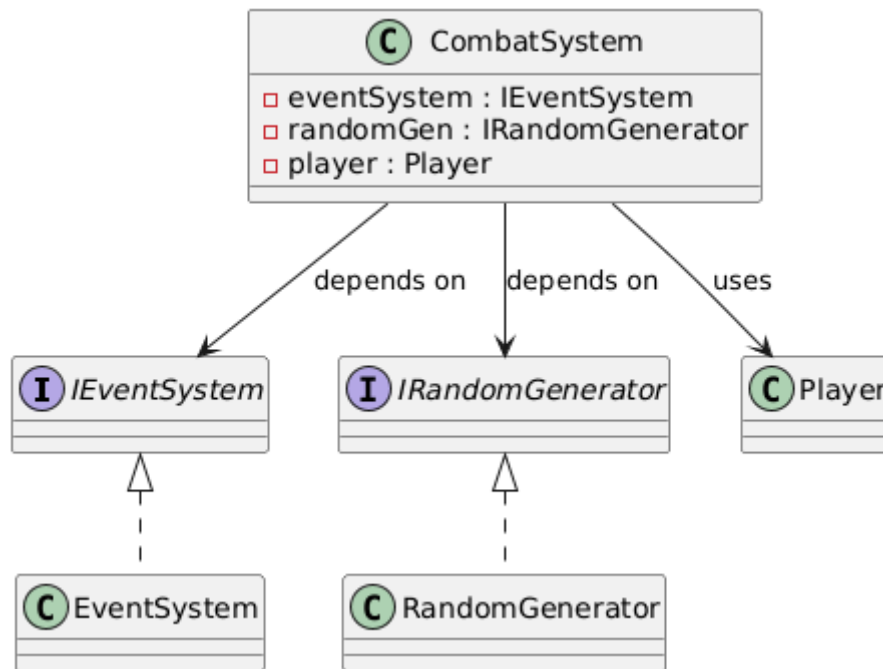 C CombatSystem
eventSystem : IEventSystem
randomGen : IRandomGenerator
player : Player
depends on
depends on
uses
I IEventSystem
I IRandomGenerator
C Player
C EventSystem
C RandomGenerator